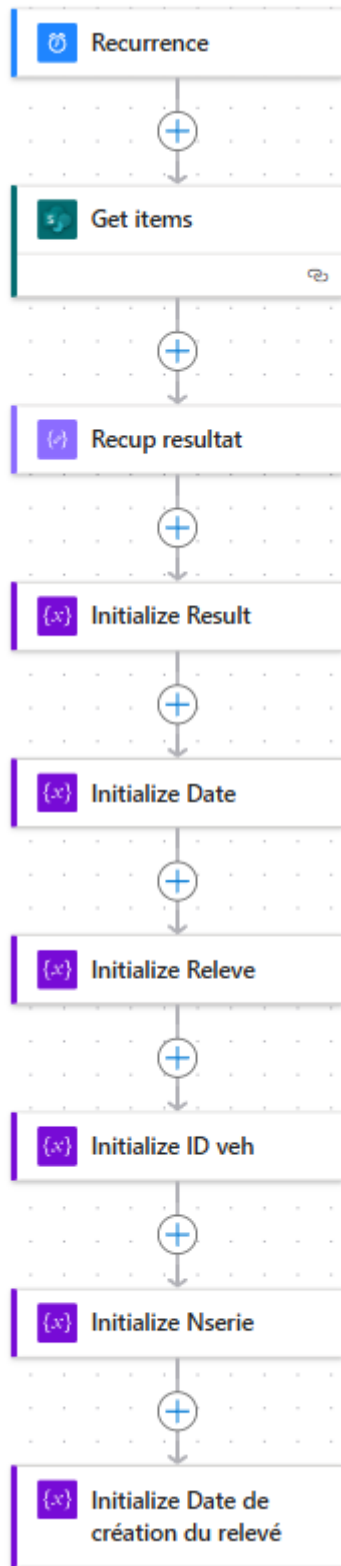 Recurrence
Get items
Recup resultat
Initialize Result
Initialize Date
Initialize Releve
Initialize ID veh
Initialize Nserie
Initialize Date de
création du relevé